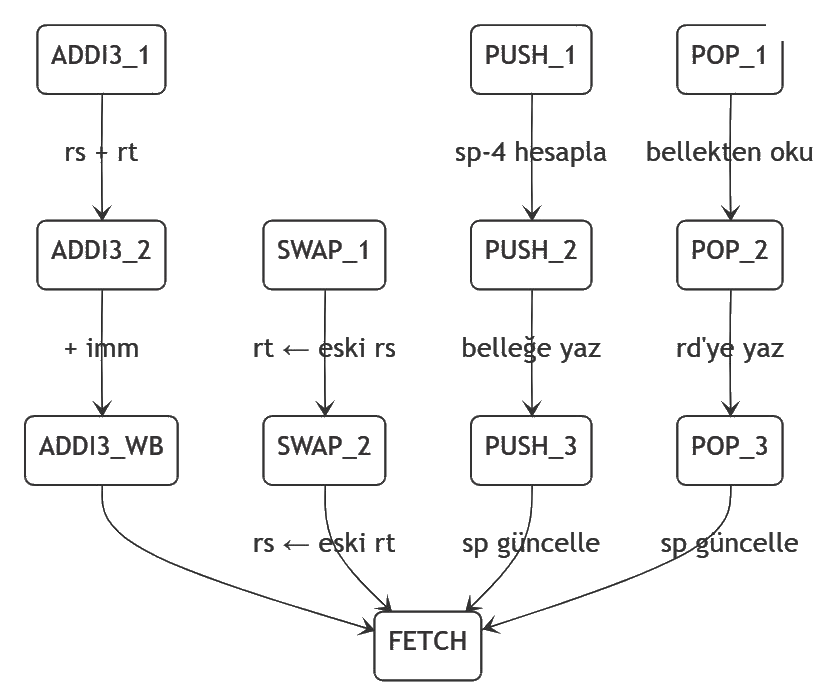 ADDI3_1
PUSH_1
POP_1
rs + rt
sp-4 hesapla
bellekten oku
ADDI3_2
SWAP_1
PUSH_2
POP_2
+ imm
rt ← eski rs
belleğe yaz
rd'ye yaz
ADDI3_WB
SWAP_2
PUSH_3
POP_3
rs ← eski rt
sp güncelle
sp güncelle
FETCH